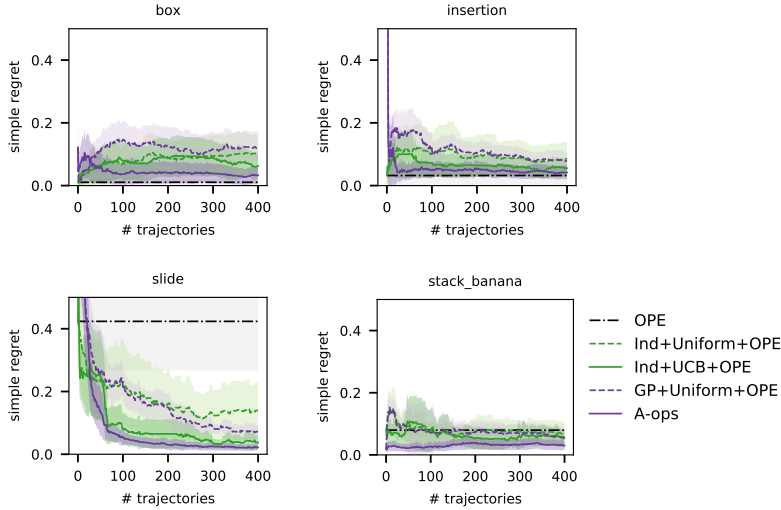 box
insertion
0.4
0.2
0.0
simple regret
0 100 200 300 400
# trajectories
0.4
0.2
0.0
simple regret
0 100 200 300 400
# trajectories
slide
stack_banana
0.4
0.2
0.0
simple regret
0 100 200 300 400
# trajectories
0.4
0.2
0.0
simple regret
0 100 200 300 400
# trajectories
OPE
Ind+Uniform+OPE
Ind+UCB+OPE
GP+Uniform+OPE
A-ops